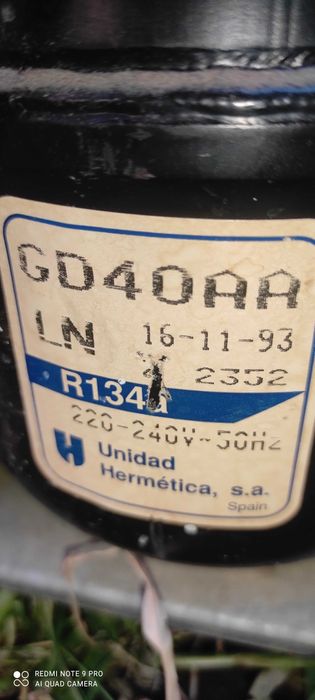 GD40AA
LN 16-11-93
2352
R134a
220-240V~50Hz
Unidad
Hermética, s.a.
Spain
REDMI NOTE 9 PRO
AI QUAD CAMERA